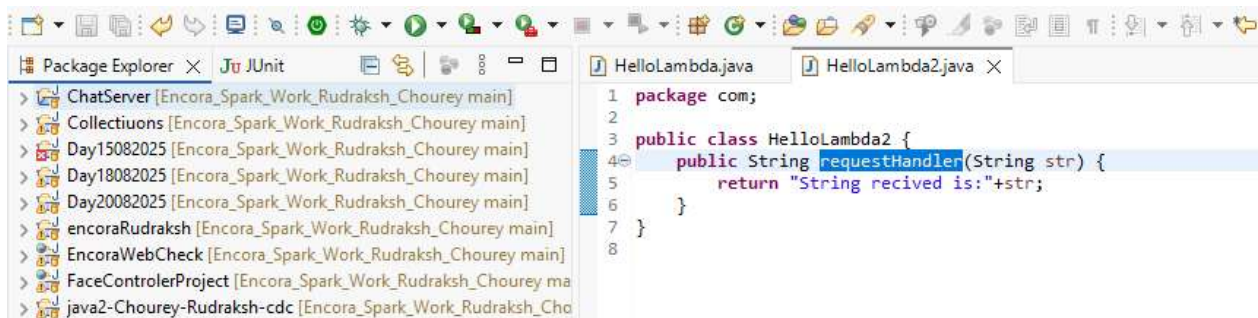 Package Explorer
Ju JUnit
ChatServer [Encora_Spark_Work_Rudraksh_Chourey main]
Collectiuons [Encora_Spark_Work_Rudraksh_Chourey main]
Day15082025 [Encora_Spark_Work_Rudraksh_Chourey main]
Day18082025 [Encora_Spark_Work_Rudraksh_Chourey main]
Day20082025 [Encora_Spark_Work_Rudraksh_Chourey main]
encoraRudraksh [Encora_Spark_Work_Rudraksh_Chourey main]
EncoraWebCheck [Encora_Spark_Work_Rudraksh_Chourey main]
FaceControlerProject [Encora_Spark_Work_Rudraksh_Chourey ma
java2-Chourey-Rudraksh-cdc [Encora_Spark_Work_Rudraksh_Cho
HelloLambda.java
HelloLambda2.java
1 package com;
2
3 public class HelloLambda2 {
4 public String requestHandler(String str) {
5 return "String recived is:"+str;
6 }
7 }
8